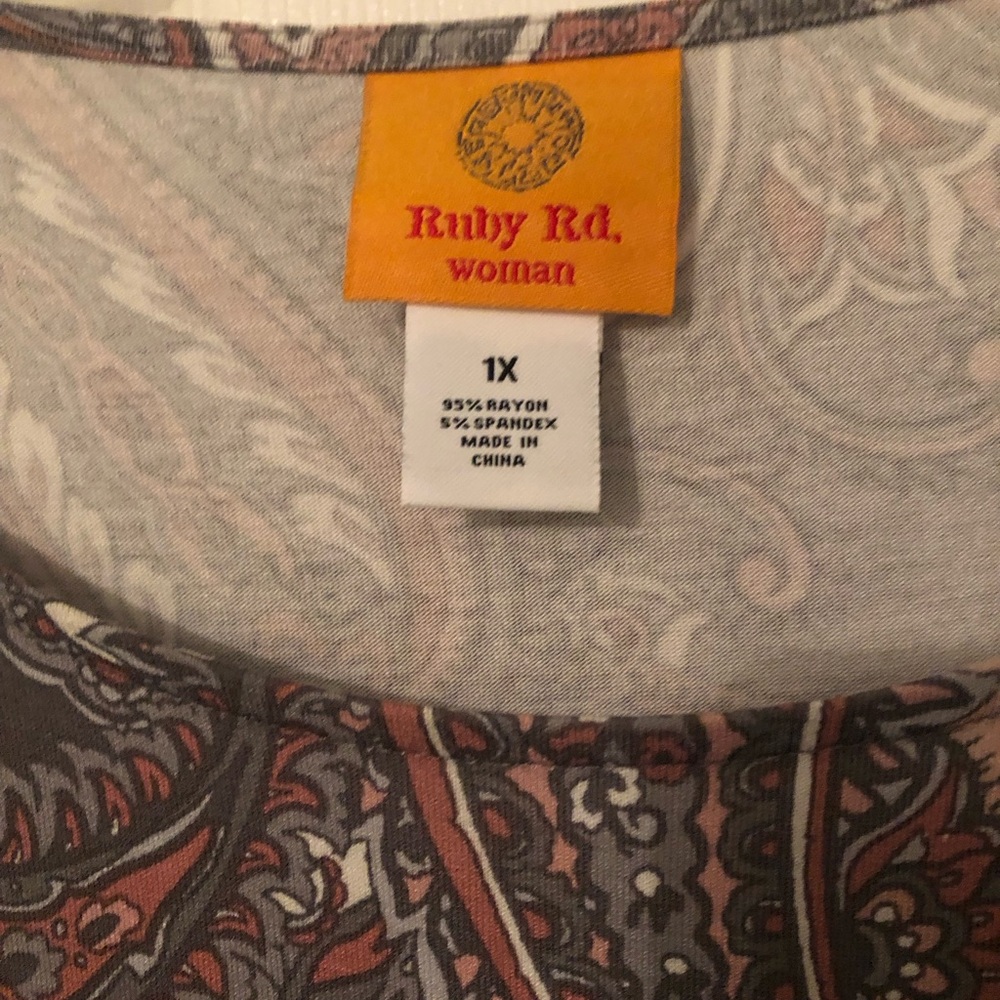 Ruby Rd.
woman
1X
95% RAYON
5% SPANDEX
MADE IN
CHINA